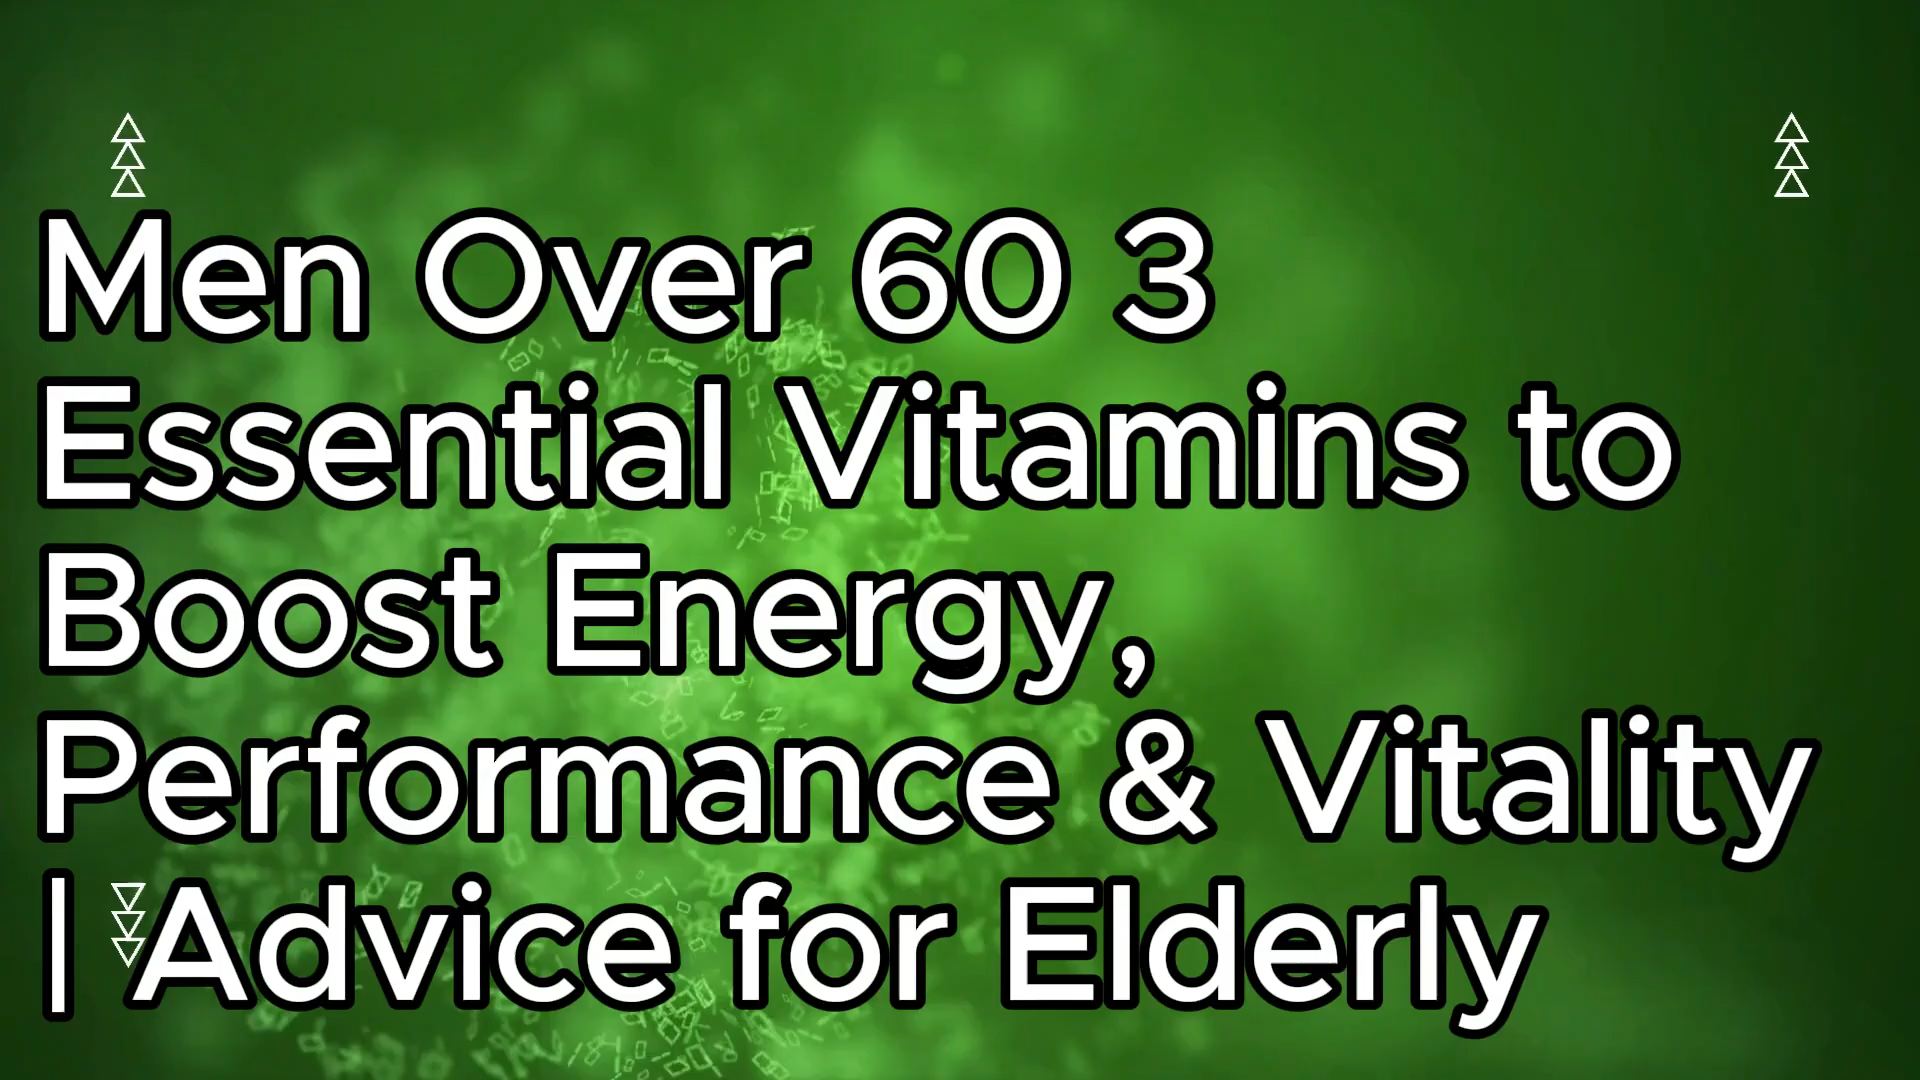 Men Over 60 3
Essential Vitamins to
Boost Energy,
Performance & Vitality
| Advice for Elderly